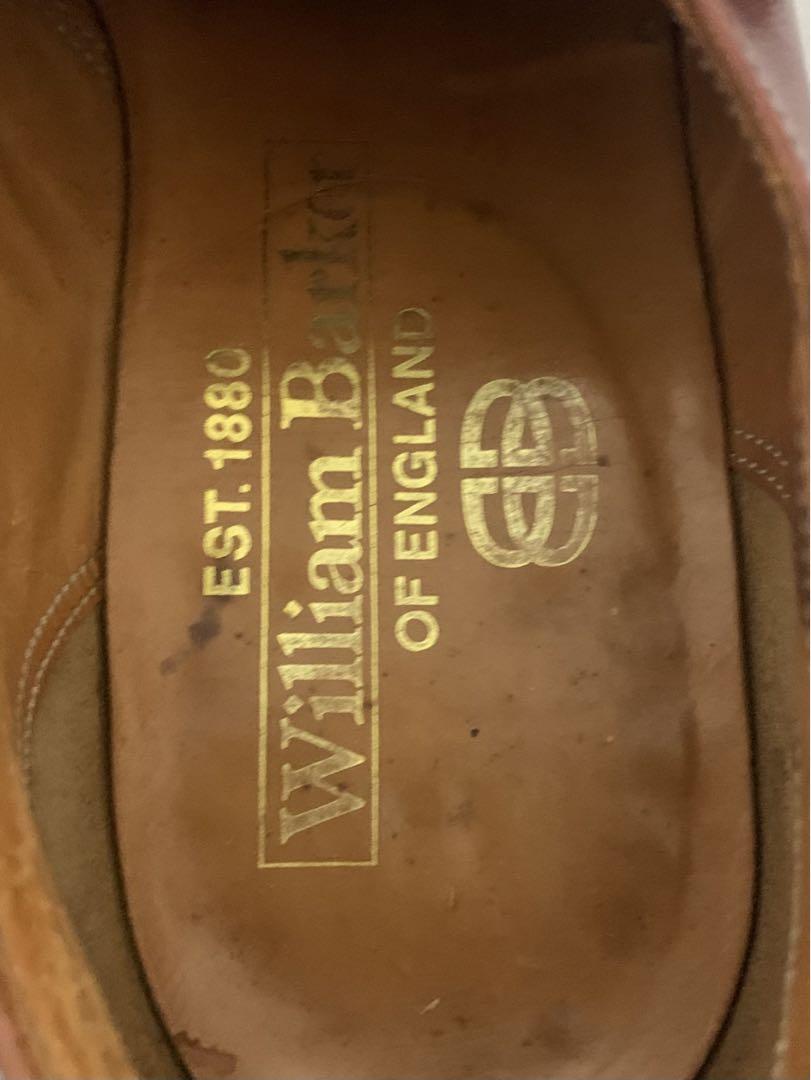 EST. 1880
William Barker
OF ENGLAND